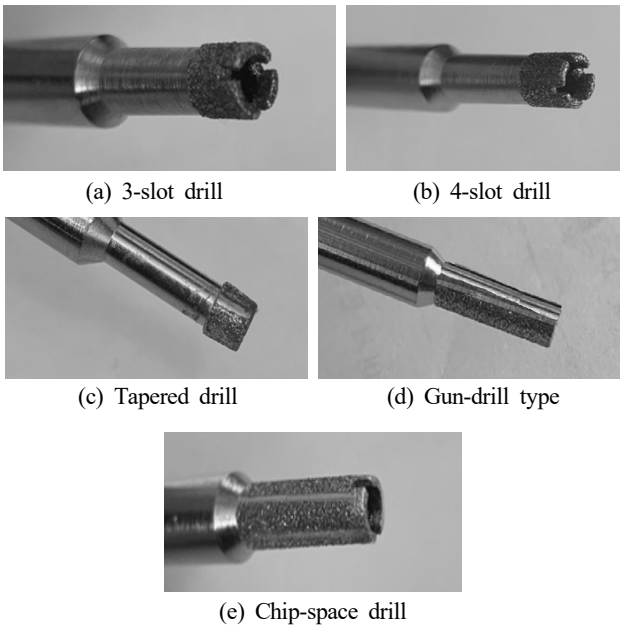 (a) 3-slot drill
(b) 4-slot drill
(c) Tapered drill
(d) Gun-drill type
(e) Chip-space drill